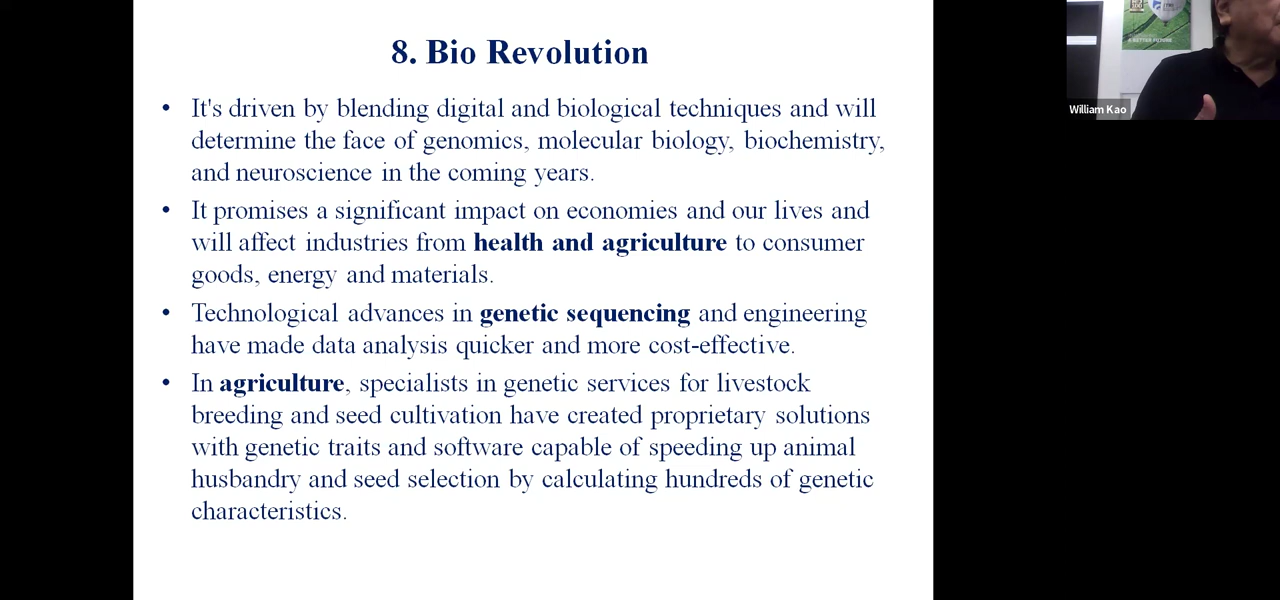 8. Bio Revolution
• It's driven by blending digital and biological techniques and will
determine the face of genomics, molecular biology, biochemistry,
and neuroscience in the coming years.
• It promises a significant impact on economies and our lives and
will affect industries from health and agriculture to consumer
goods, energy and materials.
• Technological advances in genetic sequencing and engineering
have made data analysis quicker and more cost-effective.
• In agriculture, specialists in genetic services for livestock
breeding and seed cultivation have created proprietary solutions
with genetic traits and software capable of speeding up animal
husbandry and seed selection by calculating hundreds of genetic
characteristics.
A BETTER FUTURE
William Kao